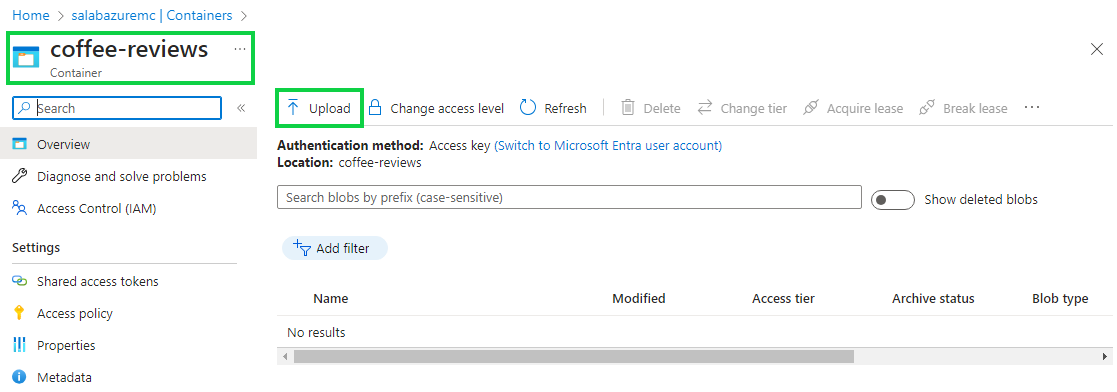 Home > salabazuremc | Containers >
coffee-reviews ...
Container
Search «
Upload Change access level Refresh Delete Change tier Acquire lease Break lease ...
Overview
Diagnose and solve problems
Access Control (IAM)
Settings
Shared access tokens
Access policy
Properties
Metadata
Authentication method: Access key (Switch to Microsoft Entra user account)
Location: coffee-reviews
Search blobs by prefix (case-sensitive) Show deleted blobs
Add filter
Name Modified Access tier Archive status Blob type
No results